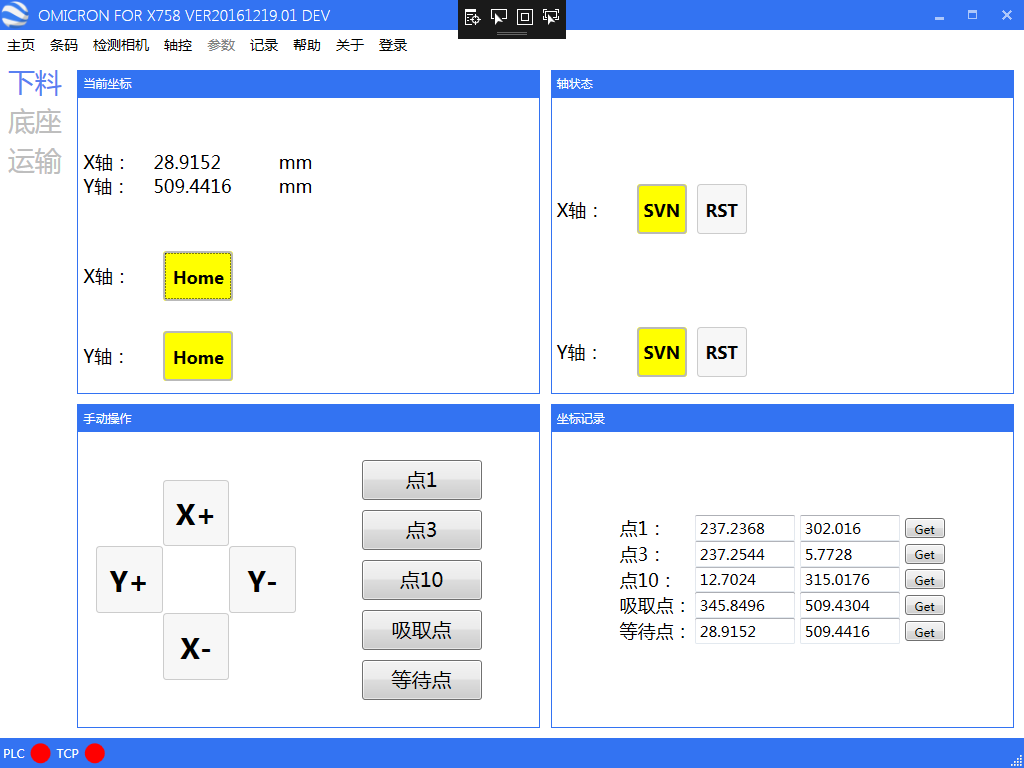 OMICRON FOR X758 VER20161219.01 DEV
主页 条码 检测相机 轴控 参数 记录 帮助 关于 登录
下料
底座
运输
当前坐标
X轴： 28.9152 mm
Y轴： 509.4416 mm
X轴： Home
Y轴： Home
轴状态
X轴： SVN RST
Y轴： SVN RST
手动操作
X+
Y+ Y-
X-
点1
点3
点10
吸取点
等待点
坐标记录
点1： 237.2368 302.016 Get
点3： 237.2544 5.7728 Get
点10： 12.7024 315.0176 Get
吸取点： 345.8496 509.4304 Get
等待点： 28.9152 509.4416 Get
PLC TCP